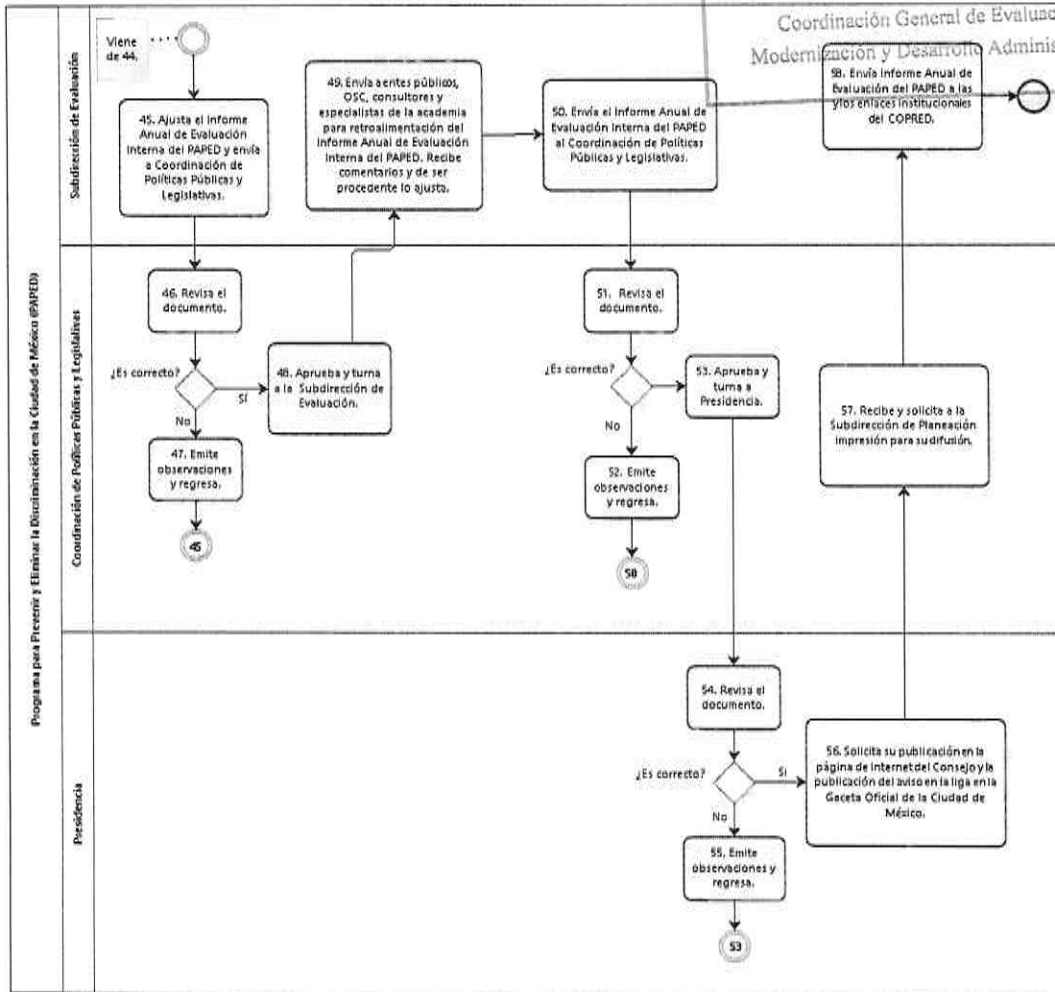 Coordinación General de Evaluac
Modernización y Desarrollo Adminis
Programa para Prevenir y Eliminar la Discriminación en la Ciudad de México (PAPED)
Subdirección de Evaluación
Viene
de 44.
45. Ajusta el Informe
Anual de Evaluación
Interna del PAPED y envía
a Coordinación de
Políticas Públicas y
Legislativas.
49. Envía a entes públicos,
OSC, consultores y
especialistas de la academia
para retroalimentación del
Informe Anual de Evaluación
Interna del PAPED. Recibe
comentarios y de ser
procedente lo ajusta.
50. Envía el Informe Anual de
Evaluación Interna del PAPED
al Coordinación de Políticas
Públicas y Legislativas.
58. Envía Informe Anual de
Evaluación del PAPED a las
y los enlaces institucionales
del COPRED.
Coordinación de Políticas Públicas y Legislativas
46. Revisa el
documento.
¿Es correcto?
Sí
No
48. Aprueba y turna
a la Subdirección de
Evaluación.
47. Emite
observaciones
y regresa.
45
51. Revisa el
documento.
¿Es correcto?
Sí
No
53. Aprueba y
turna a
Presidencia.
52. Emite
observaciones
y regresa.
50
57. Recibe y solicita a la
Subdirección de Planeación
impresión para su difusión.
Presidencia
54. Revisa el
documento.
¿Es correcto?
Sí
No
56. Solicita su publicación en la
página de Internet del Consejo y la
publicación del aviso en la liga en la
Gaceta Oficial de la Ciudad de
México.
55. Emite
observaciones y
regresa.
53